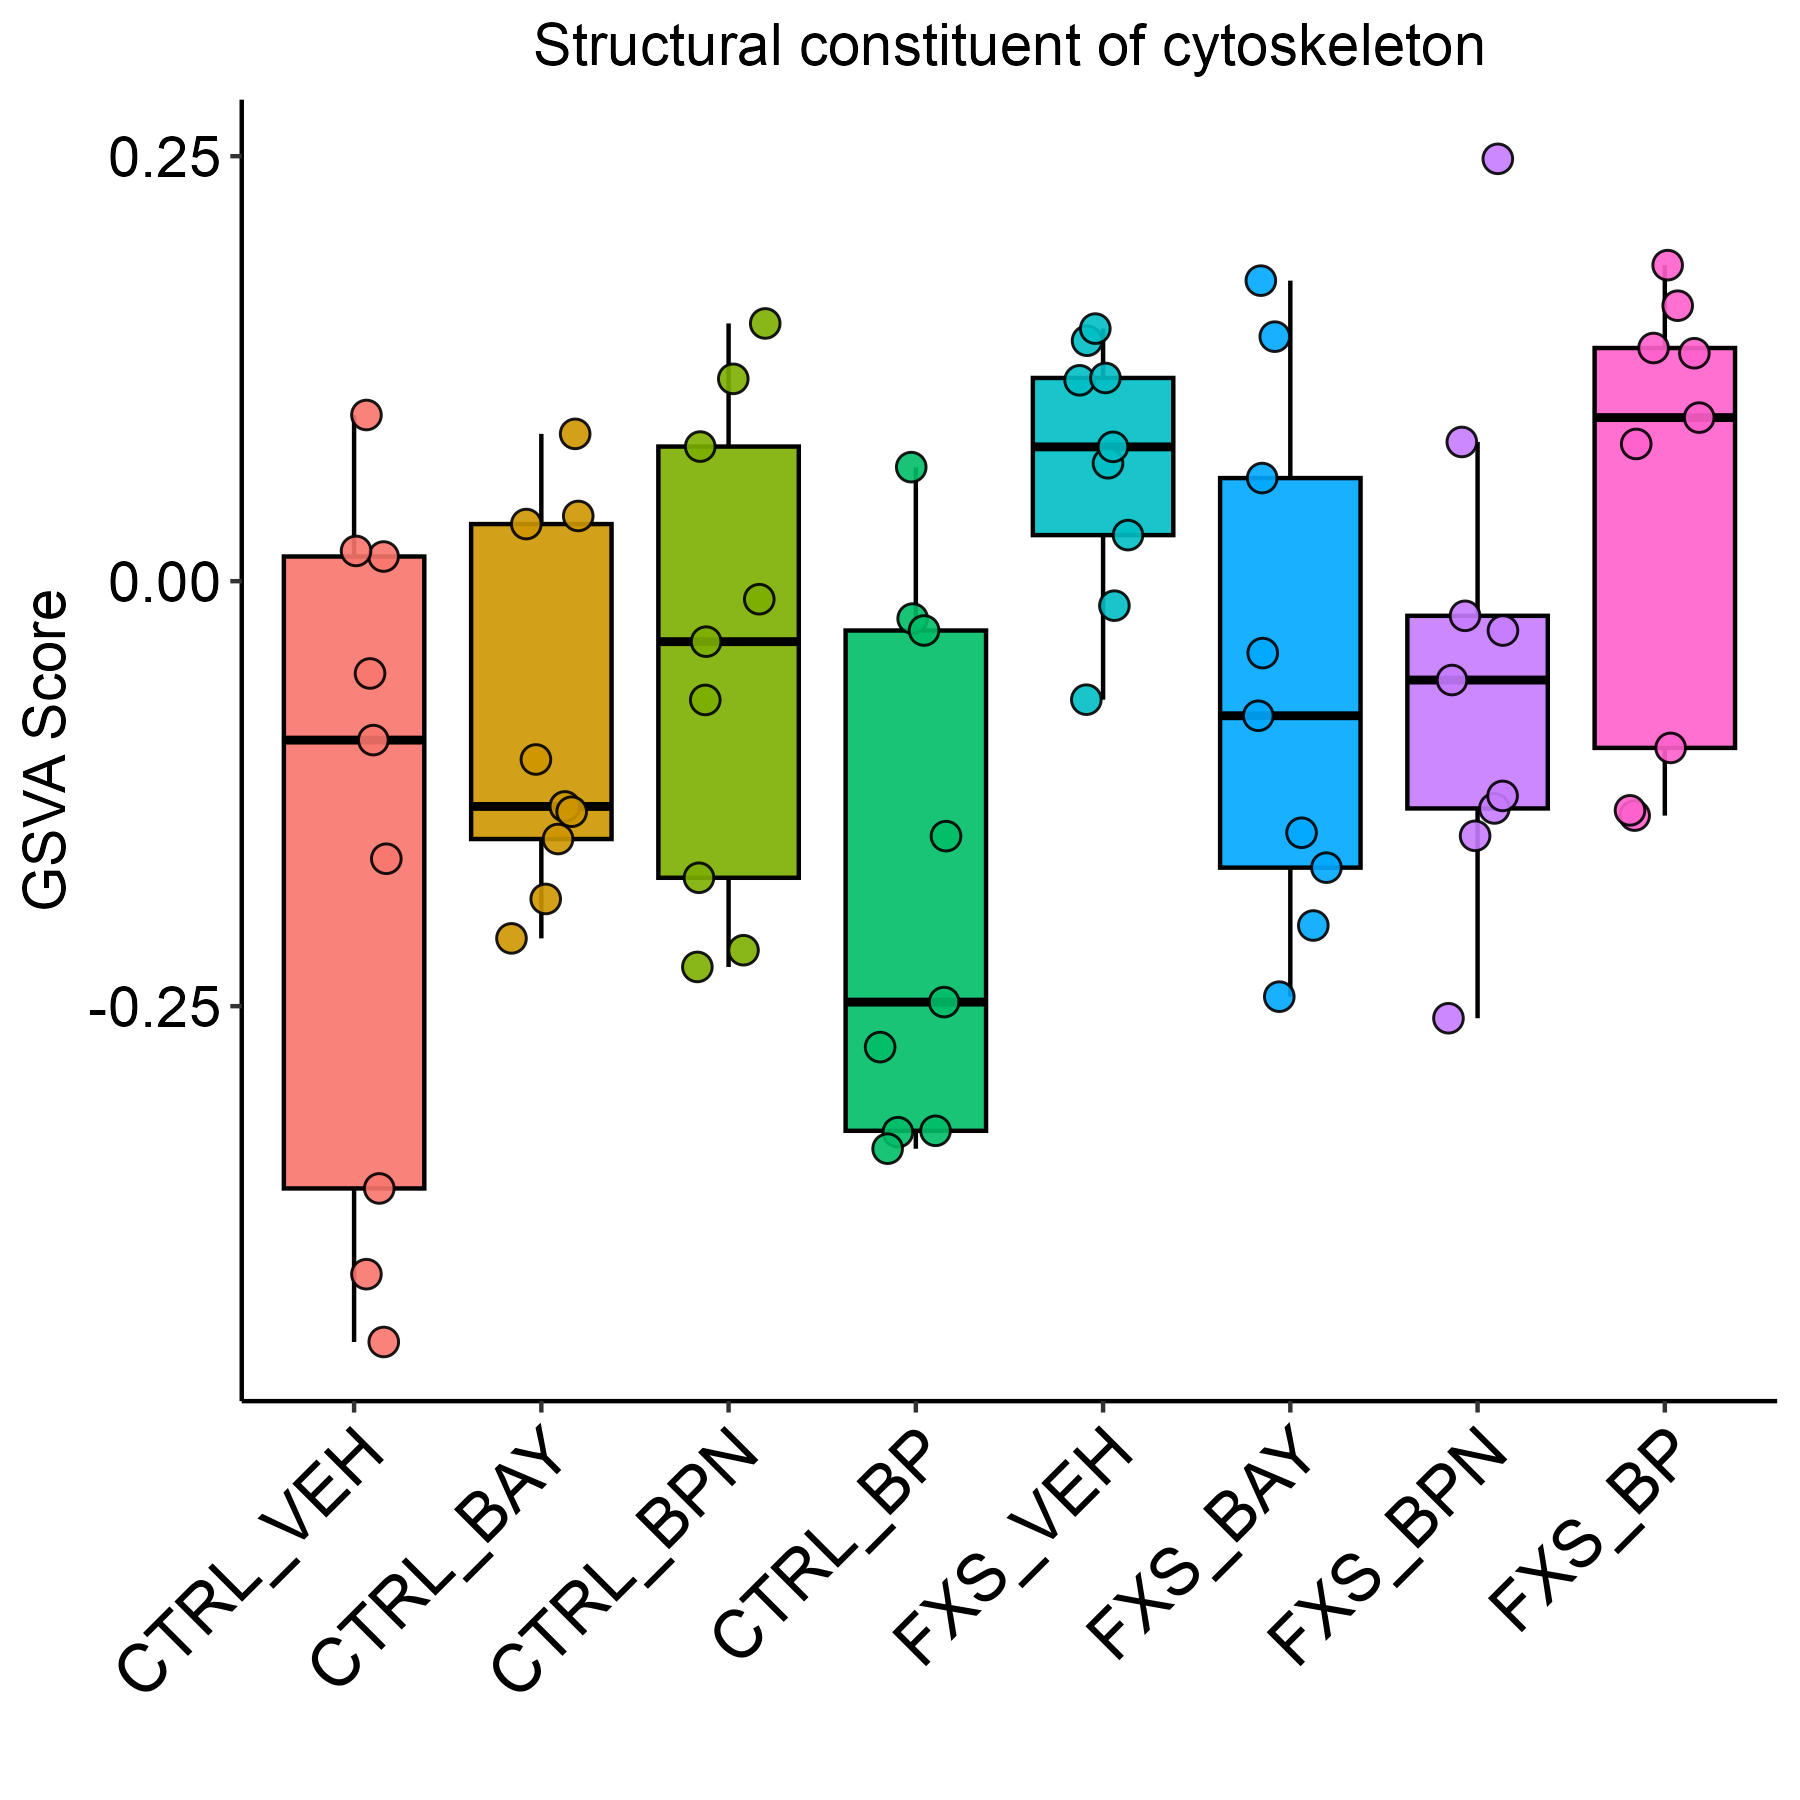 Structural constituent of cytoskeleton
GSVA Score
0.25
0.00
-0.25
CTRL_VEH
CTRL_BAY
CTRL_BPN
CTRL_BP
FXS_VEH
FXS_BAY
FXS_BPN
FXS_BP